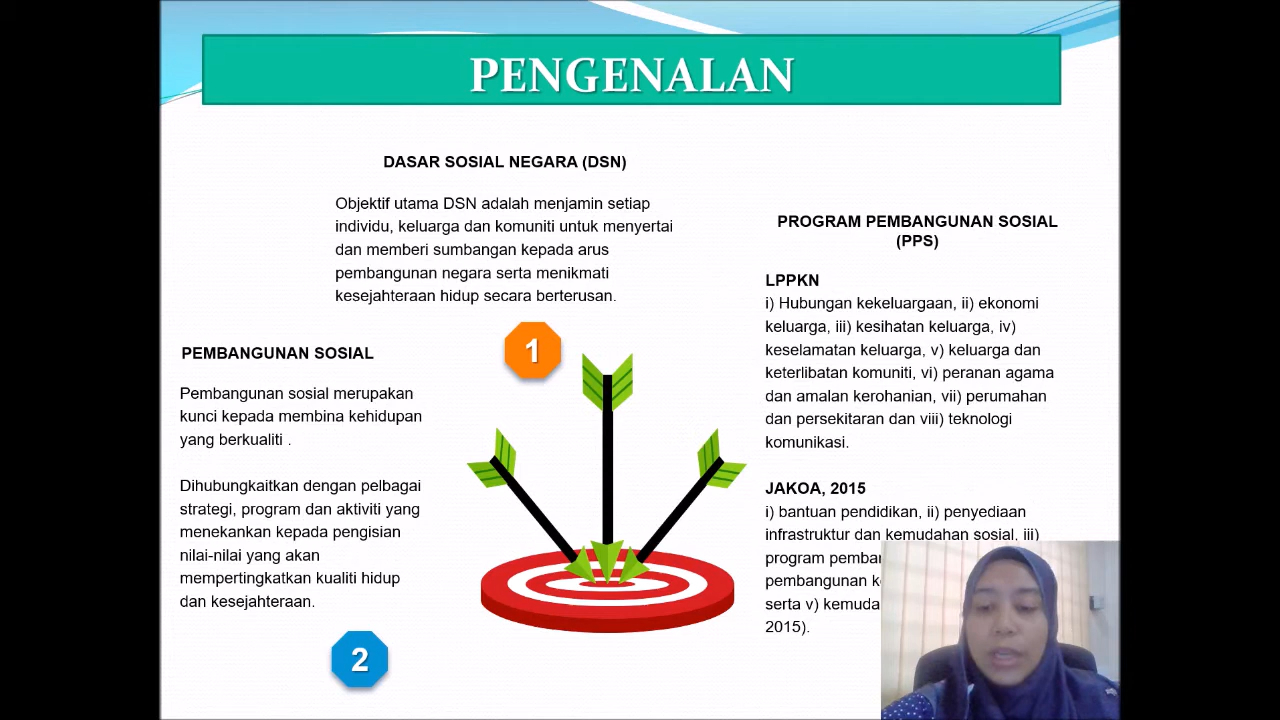 PENGENALAN
DASAR SOSIAL NEGARA (DSN)
Objektif utama DSN adalah menjamin setiap
individu, keluarga dan komuniti untuk menyertai
dan memberi sumbangan kepada arus
pembangunan negara serta menikmati
kesejahteraan hidup secara berterusan.
1
PEMBANGUNAN SOSIAL
Pembangunan sosial merupakan
kunci kepada membina kehidupan
yang berkualiti .
Dihubungkaitkan dengan pelbagai
strategi, program dan aktiviti yang
menekankan kepada pengisian
nilai-nilai yang akan
mempertingkatkan kualiti hidup
dan kesejahteraan.
2
PROGRAM PEMBANGUNAN SOSIAL
(PPS)
LPPKN
i) Hubungan kekeluargaan, ii) ekonomi
keluarga, iii) kesihatan keluarga, iv)
keselamatan keluarga, v) keluarga dan
keterlibatan komuniti, vi) peranan agama
dan amalan kerohanian, vii) perumahan
dan persekitaran dan viii) teknologi
komunikasi.
JAKOA, 2015
i) bantuan pendidikan, ii) penyediaan
infrastruktur dan kemudahan sosial, iii)
program
pembangunan
serta v)
2015).